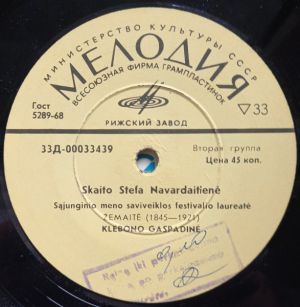 МИНИСТЕРСТВО КУЛЬТУРЫ СССР
МЕЛОДИЯ
ВСЕСОЮЗНАЯ ФИРМА ГРАМПЛАСТИНОК
Гост
5289-68
▽33
РИЖСКИЙ ЗАВОД
33Д-00033439
Вторая группа
Цена 45 коп.
Skaito Stefa Navardaitienė
Sąjungimo meno saviveiklos festivalio laureatė
ŽEMAITĖ (1845—1921)
KLEBONO GASPADINĖ